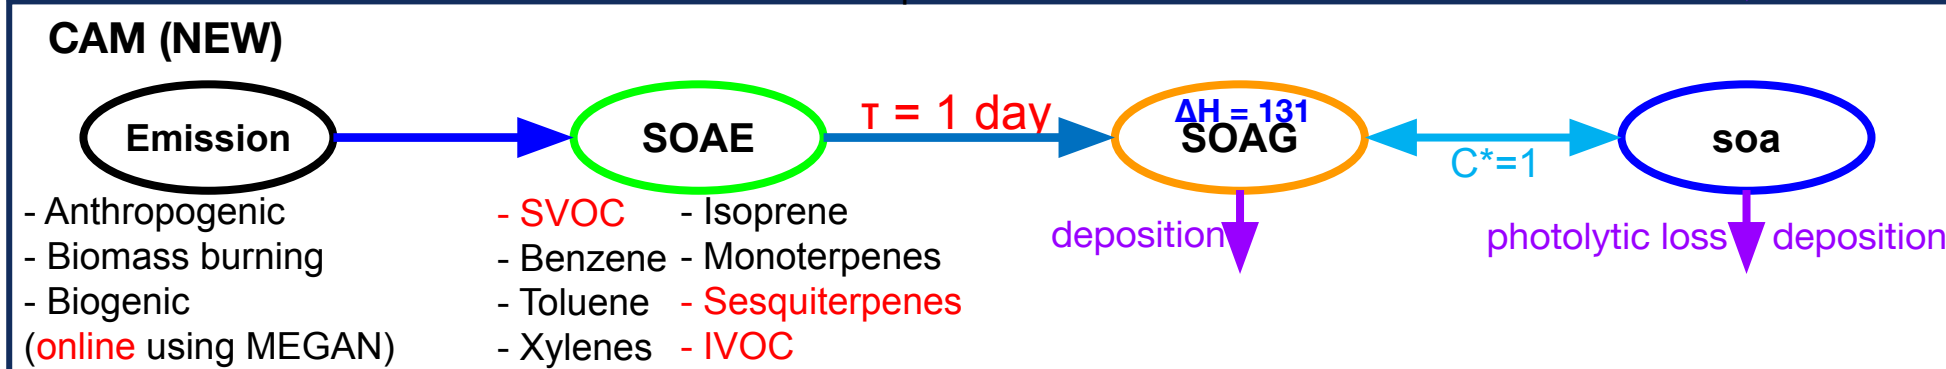 CAM (NEW)
Emission
SOAE
τ = 1 day
ΔH = 131
SOAG
C*=1
soa
- Anthropogenic
- Biomass burning
- Biogenic
(online using MEGAN)
- SVOC
- Benzene
- Toluene
- Xylenes
- Isoprene
- Monoterpenes
- Sesquiterpenes
- IVOC
deposition
photolytic loss
deposition